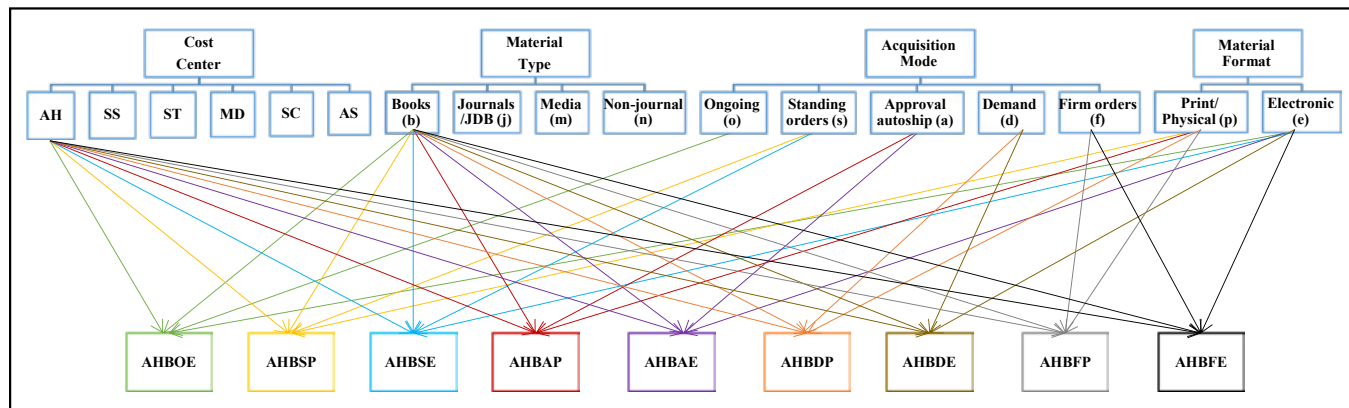 Cost
Center
Material
Type
Acquisition
Mode
Material
Format
AH
SS
ST
MD
SC
AS
Books
(b)
Journals
/JDB (j)
Media
(m)
Non-journal
(n)
Ongoing
(o)
Standing
orders (s)
Approval
autoship (a)
Demand
(d)
Firm orders
(f)
Print/
Physical (p)
Electronic
(e)
AHBOE
AHBSP
AHBSE
AHBAP
AHBAE
AHBDP
AHBDE
AHBFP
AHBFE